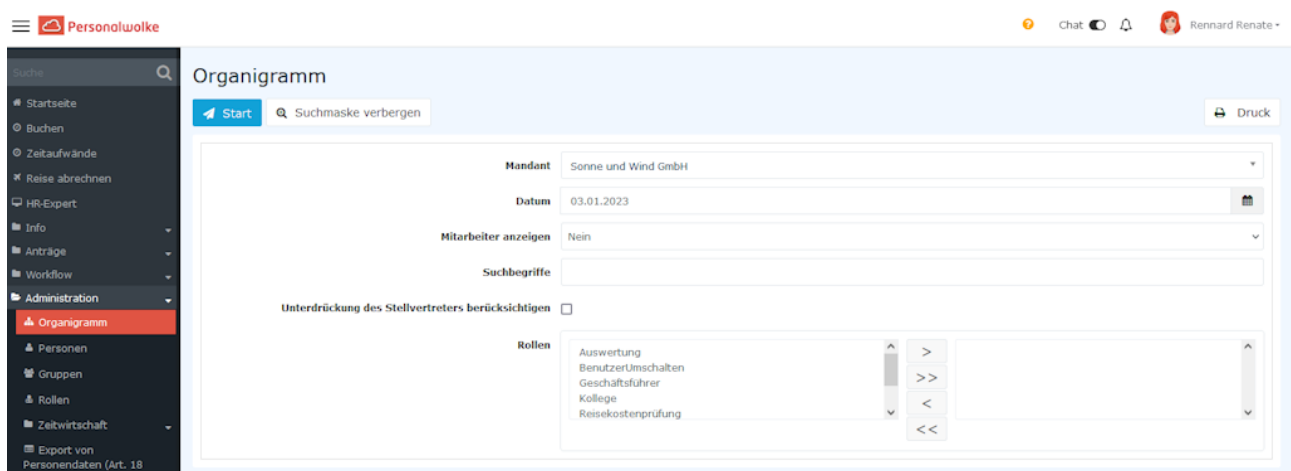 Personalwolke
Chat
Rennard Renate
Suche
Startseite
Buchen
Zeitaufwände
Reise abrechnen
HR-Expert
Info
Anträge
Workflow
Administration
Organigramm
Personen
Gruppen
Rollen
Zeitwirtschaft
Export von
Personendaten (Art. 18
Organigramm
Start
Suchmaske verbergen
Druck
Mandant
Sonne und Wind GmbH
Datum
03.01.2023
Mitarbeiter anzeigen
Nein
Suchbegriffe
Unterdrückung des Stellvertreters berücksichtigen
Rollen
Auswertung
BenutzerUmschalten
Geschäftsführer
Kollege
Reisekostenprüfung
>
>>
<
<<